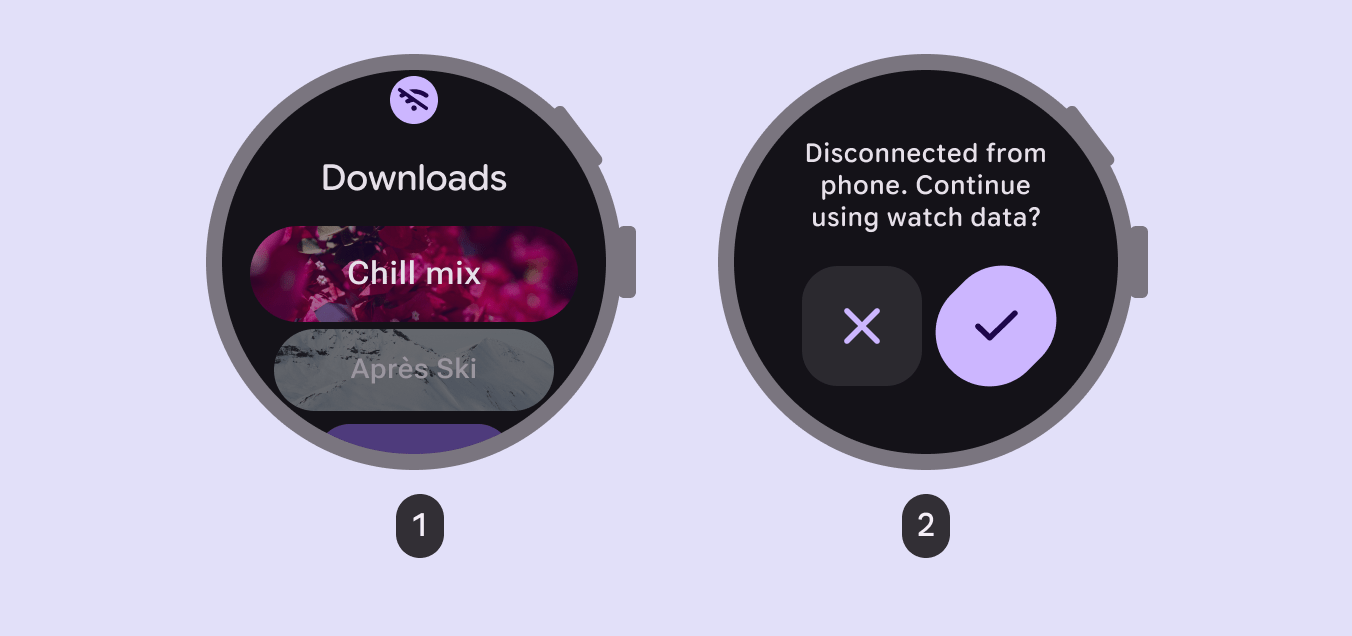 Downloads
Chill mix
Après Ski
1
Disconnected from
phone. Continue
using watch data?
2